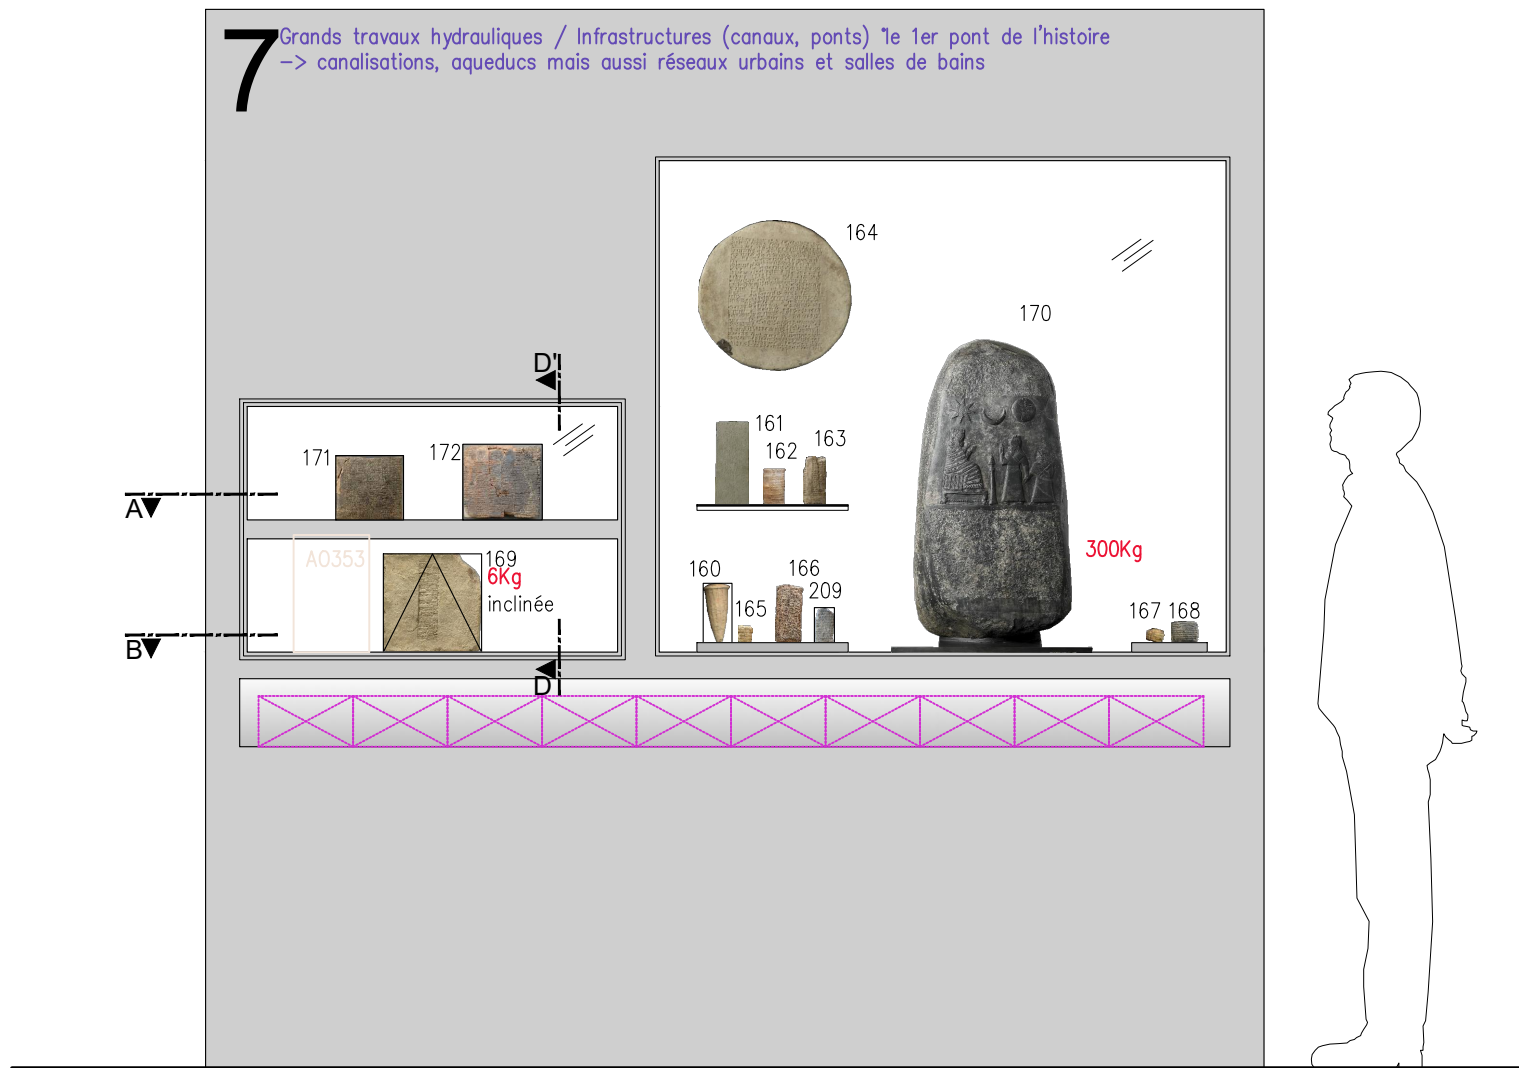 7
Grands travaux hydrauliques / Infrastructures (canaux, ponts) "le 1er pont de l'histoire
-> canalisations, aqueducs mais aussi réseaux urbains et salles de bains
164
170
D'
161
162
163
171
172
A
300Kg
AO353
169
6Kg
inclinée
160
165
166
209
167
168
B
D